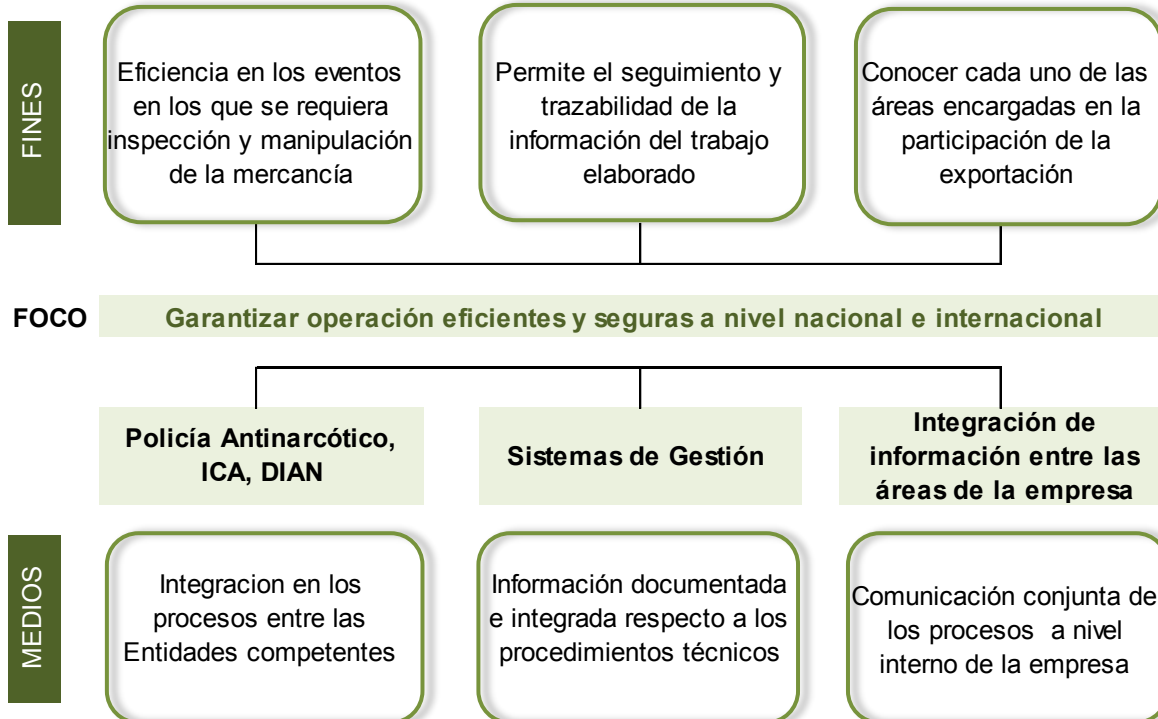 FINES
Eficiencia en los eventos
en los que se requiera
inspección y manipulación
de la mercancía
Permite el seguimiento y
trazabilidad de la
información del trabajo
elaborado
Conocer cada uno de las
áreas encargadas en la
participación de la
exportación
FOCO
Garantizar operación eficientes y seguras a nivel nacional e internacional
Policía Antinarcótico,
ICA, DIAN
Sistemas de Gestión
Integración de
información entre las
áreas de la empresa
MEDIOS
Integracion en los
procesos entre las
Entidades competentes
Información documentada
e integrada respecto a los
procedimientos técnicos
Comunicación conjunta de
los procesos a nivel
interno de la empresa